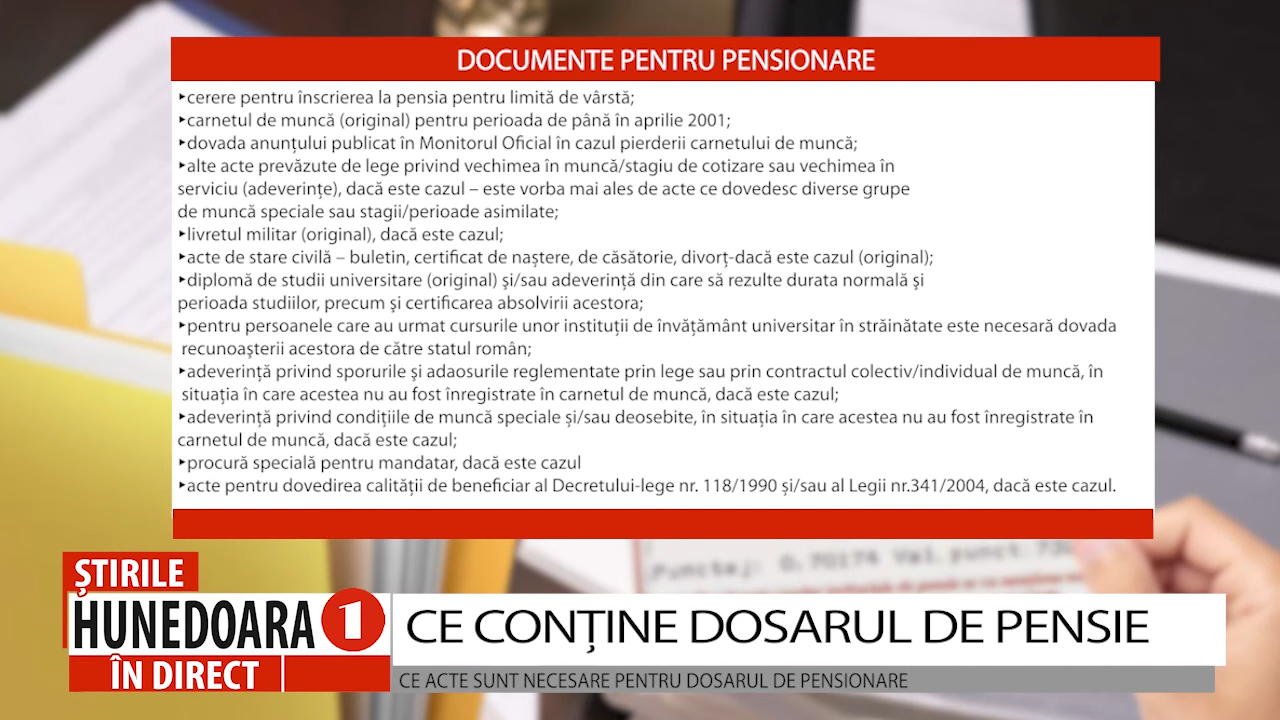 DOCUMENTE PENTRU PENSIONARE
‣cerere pentru înscrierea la pensia pentru limită de vârstă;
‣carnetul de muncă (original) pentru perioada de până în aprilie 2001;
‣dovada anunțului publicat în Monitorul Oficial în cazul pierderii carnetului de muncă;
‣alte acte prevăzute de lege privind vechimea în muncă/stagiu de cotizare sau vechimea în
serviciu (adeverințe), dacă este cazul – este vorba mai ales de acte ce dovedesc diverse grupe
de muncă speciale sau stagii/perioade asimilate;
‣livretul militar (original), dacă este cazul;
‣acte de stare civilă – buletin, certificat de naștere, de căsătorie, divorț-dacă este cazul (original);
‣diplomă de studii universitare (original) şi/sau adeverință din care să rezulte durata normală şi
perioada studiilor, precum şi certificarea absolvirii acestora;
‣pentru persoanele care au urmat cursurile unor instituții de învățământ universitar în străinătate este necesară dovada
recunoaşterii acestora de către statul român;
‣adeverință privind sporurile şi adaosurile reglementate prin lege sau prin contractul colectiv/individual de muncă, în
situația în care acestea nu au fost înregistrate în carnetul de muncă, dacă este cazul;
‣adeverință privind condițiile de muncă speciale și/sau deosebite, în situația în care acestea nu au fost înregistrate în
carnetul de muncă, dacă este cazul;
‣procură specială pentru mandatar, dacă este cazul
‣acte pentru dovedirea calității de beneficiar al Decretului-lege nr. 118/1990 și/sau al Legii nr.341/2004, dacă este cazul.
Punctaj: 0.70174 Val.punct:
ȘTIRILE
HUNEDOARA 1
ÎN DIRECT
CE CONȚINE DOSARUL DE PENSIE
CE ACTE SUNT NECESARE PENTRU DOSARUL DE PENSIONARE